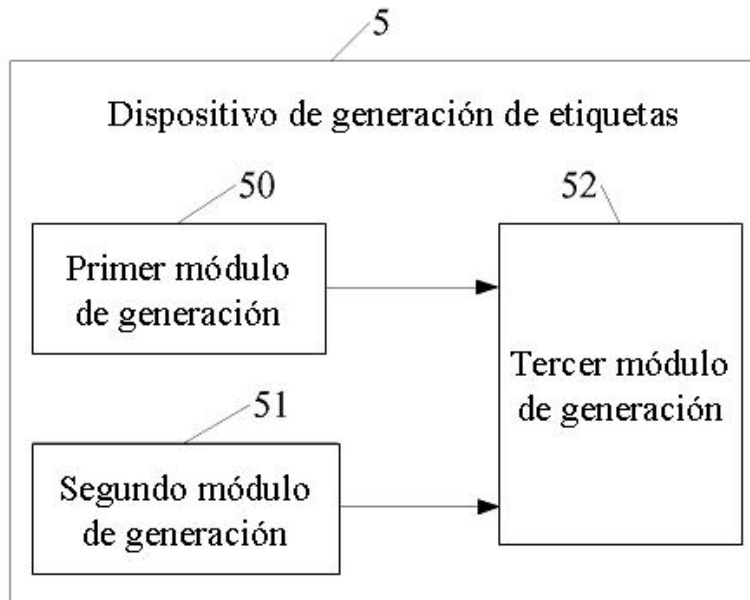 5
Dispositivo de generación de etiquetas
50
Primer módulo
de generación
52
Tercer módulo
de generación
51
Segundo módulo
de generación